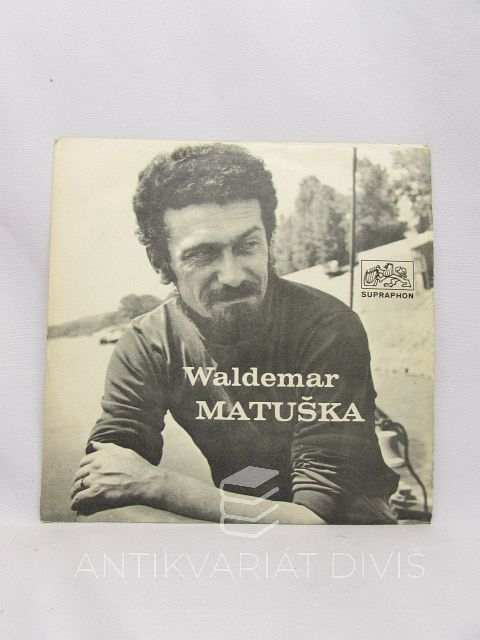 SUPRAPHON
Waldemar
MATUŠKA
ANTIKVARIÁT DIVIŠ